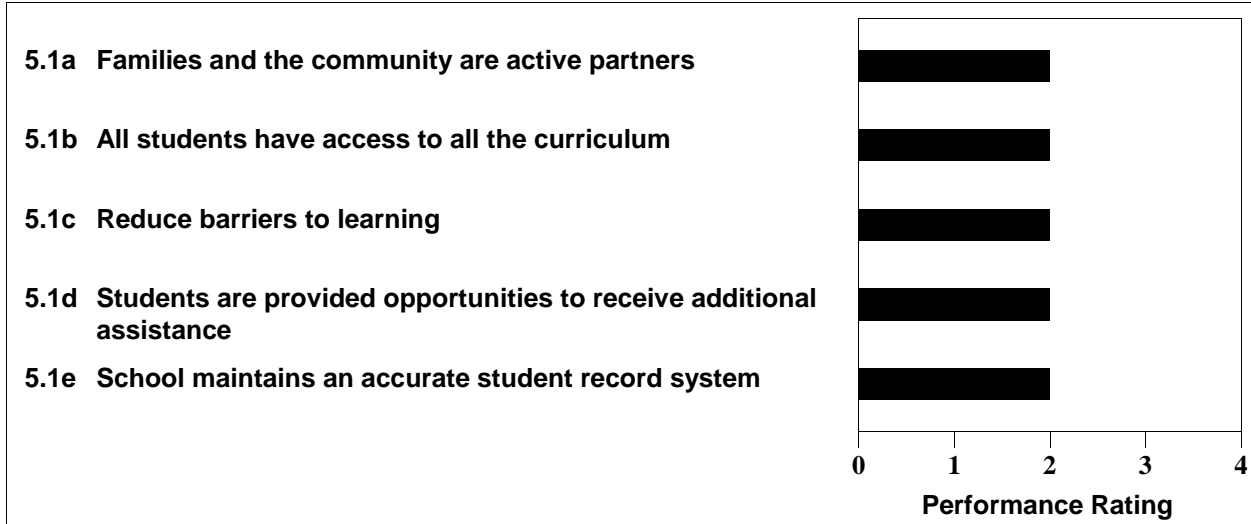 5.1a Families and the community are active partners
5.1b All students have access to all the curriculum
5.1c Reduce barriers to learning
5.1d Students are provided opportunities to receive additional
assistance
5.1e School maintains an accurate student record system
0 1 2 3 4
Performance Rating